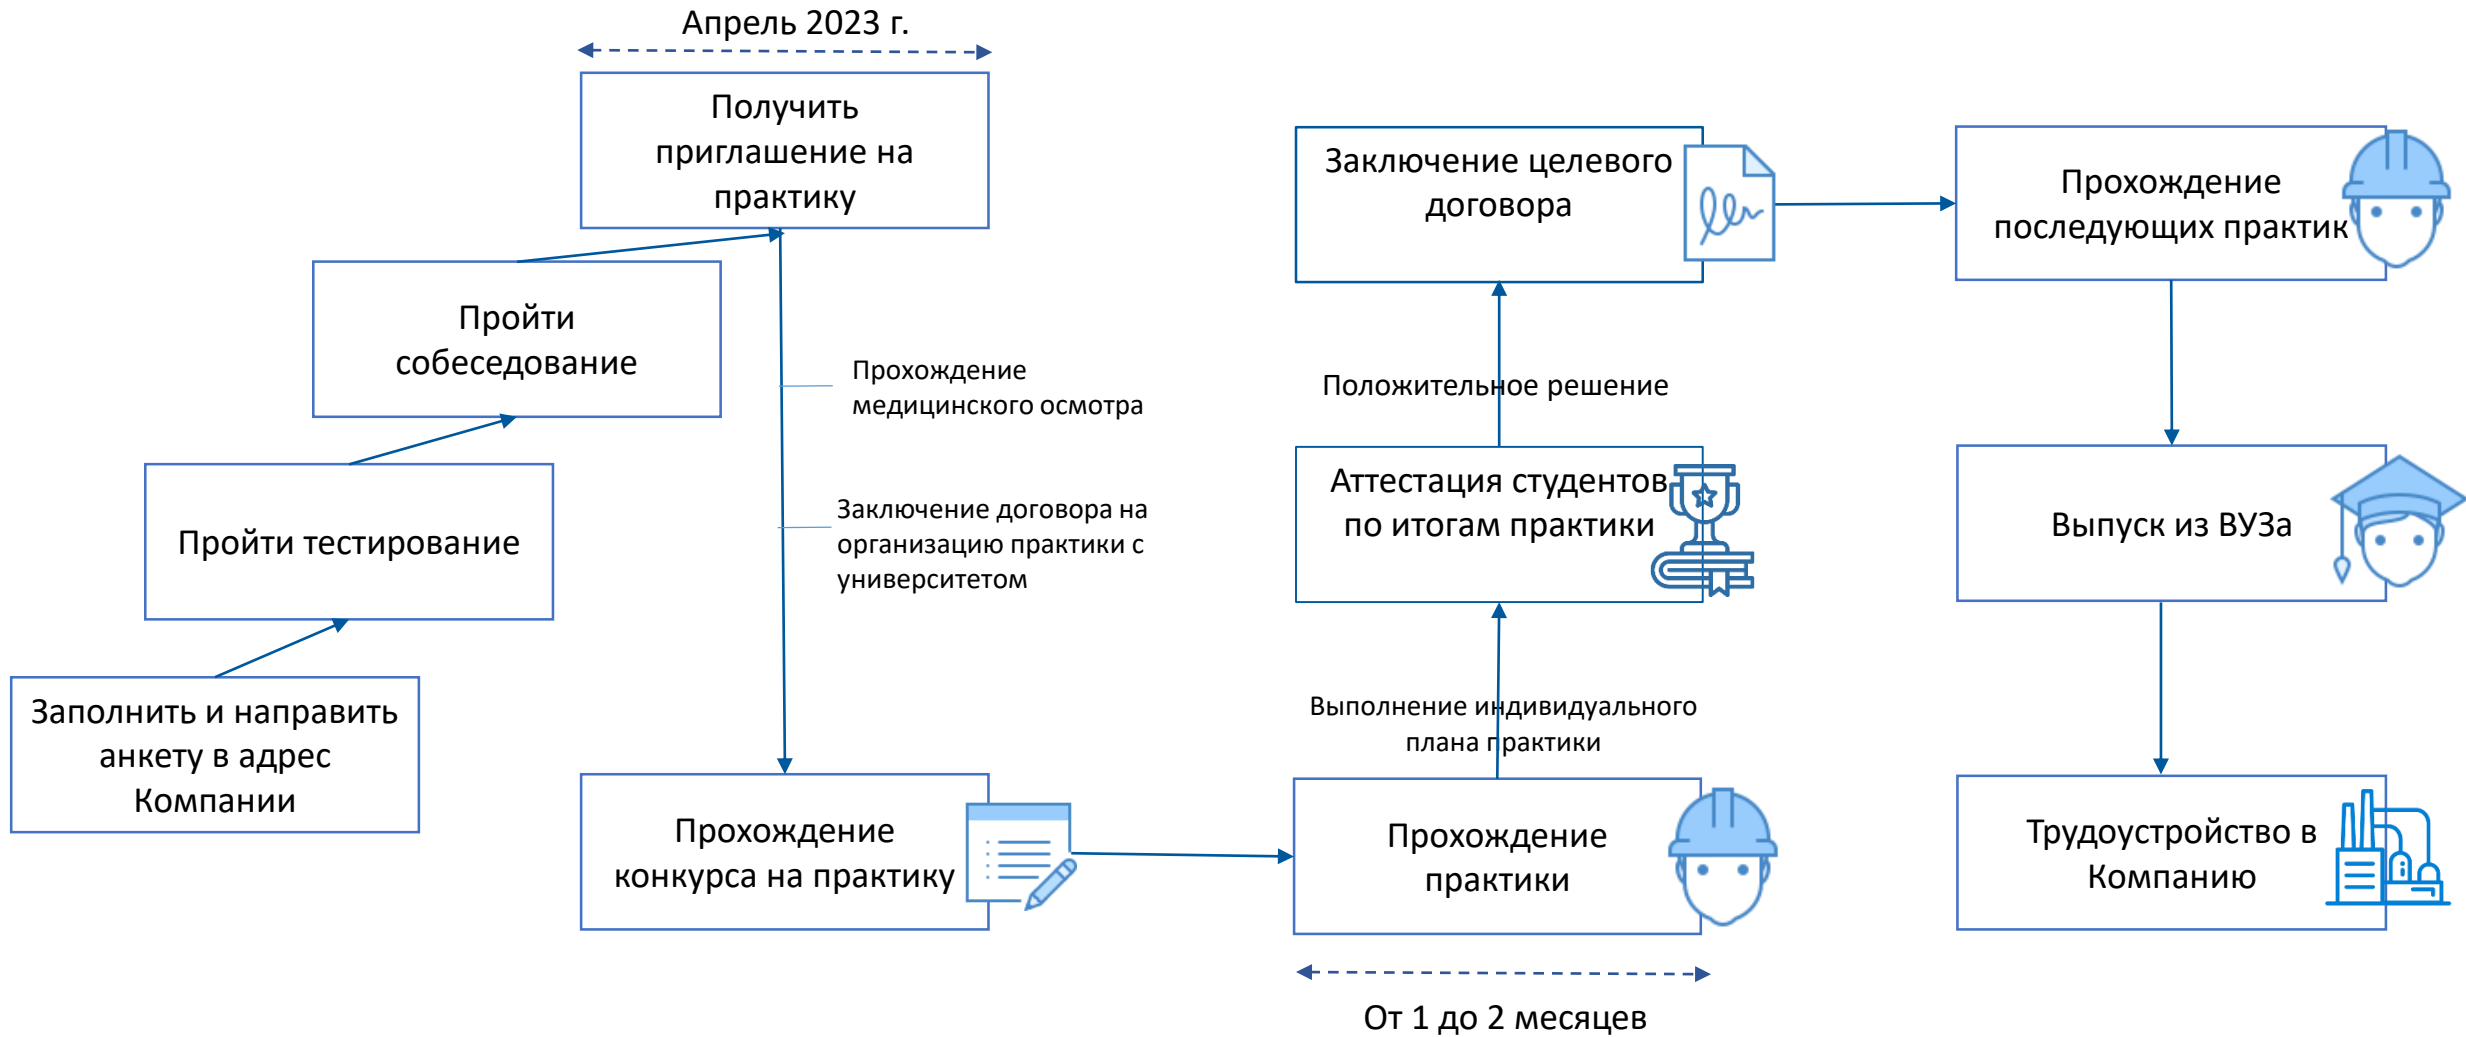 Апрель 2023 г.
Получить
приглашение на
практику
Пройти
собеседование
Пройти тестирование
Заполнить и направить
анкету в адрес
Компании
Прохождение
медицинского осмотра
Заключение договора на
организацию практики с
университетом
Прохождение
конкурса на практику
Прохождение
практики
От 1 до 2 месяцев
Выполнение индивидуального
плана практики
Аттестация студентов
по итогам практики
Положительное решение
Заключение целевого
договора
Прохождение
последующих практик
Выпуск из ВУЗа
Трудоустройство в
Компанию